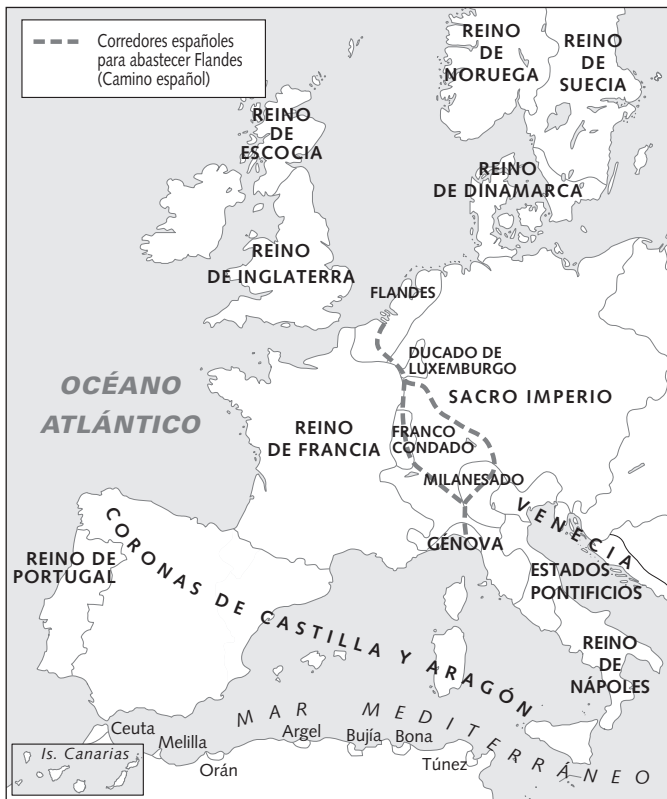 Corredores españoles
para abastecer Flandes
(Camino español)
REINO
DE
NORUEGA
REINO
DE
SUECIA
REINO
DE
ESCOCIA
REINO
DE DINAMARCA
REINO
DE INGLATERRA
FLANDES
DUCADO DE
LUXEMBURGO
OCÉANO
ATLÁNTICO
SACRO IMPERIO
REINO
DE FRANCIA
FRANCO
CONDADO
MILANESADO
VENECIA
GÉNOVA
REINO DE
PORTUGAL
CORONAS DE CASTILLA Y ARAGÓN
ESTADOS
PONTIFICIOS
REINO
DE
NÁPOLES
MAR MEDITERRÁNEO
Ceuta
Melilla
Orán
Argel
Bujía
Bona
Túnez
Is. Canarias